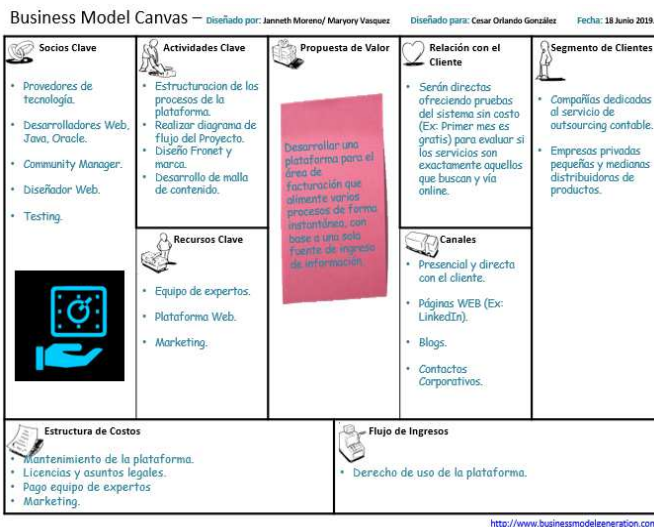 Business Model Canvas – Diseñado por: Janneth Moreno/ Maryory Vasquez Diseñado para: Cesar Orlando González Fecha: 18 Junio 2019.
Socios Clave
• Provedores de
tecnología.
• Desarrolladores Web,
Java, Oracle.
• Community Manager.
• Diseñador Web.
• Testing.
Actividades Clave
• Estructuracion de los
procesos de la
plataforma.
• Realizar diagrama de
flujo del Proyecto.
• Diseño Fronet y
marca.
• Desarrollo de malla
de contenido.
Recursos Clave
• Equipo de expertos.
• Plataforma Web.
• Marketing.
Propuesta de Valor
Desarrollar una
plataforma para el
área de
facturación que
alimente varios
procesos de forma
instantánea, con
base a una sola
fuente de ingreso
de información.
Relación con el
Cliente
• Serán directas
ofreciendo pruebas
del sistema sin costo
(Ex: Primer mes es
gratis) para evaluar si
los servicios son
exactamente aquellos
que buscan y vía
online.
Canales
• Presencial y directa
con el cliente.
• Páginas WEB (Ex:
LinkedIn).
• Blogs.
• Contactos
Corporativos.
Segmento de Clientes
• Compañías dedicadas
al servicio de
outsourcing contable.
• Empresas privadas
pequeñas y medianas
distribuidoras de
productos.
Estructura de Costos
• Mantenimiento de la plataforma.
• Licencias y asuntos legales.
• Pago equipo de expertos
• Marketing.
Flujo de Ingresos
• Derecho de uso de la plataforma.
http://www.businessmodelgeneration.com